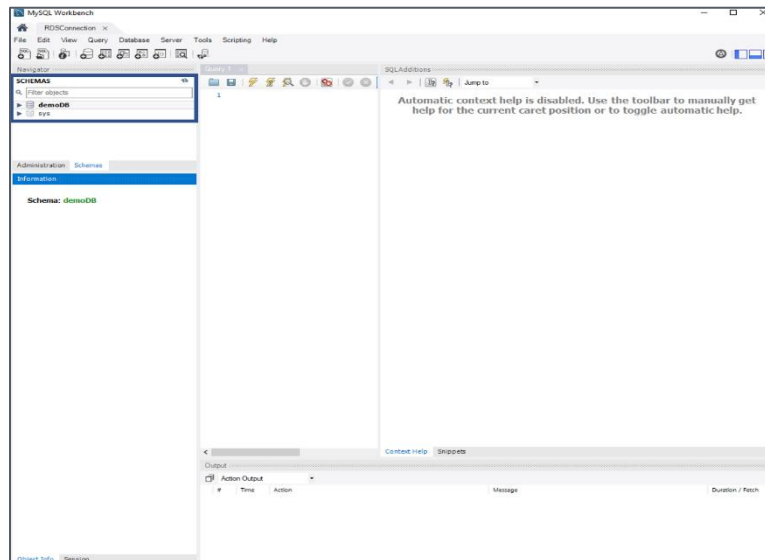 MySQL Workbench
RDSConnection ×
File Edit View Query Database Server Tools Scripting Help
Navigator
SCHEMAS
Filter objects
demoDB
sys
Administration Schemas
Information
Schema: demoDB
Query 1
1
SQLAdditions
Jump to
Automatic context help is disabled. Use the toolbar to manually get
help for the current caret position or to toggle automatic help.
Context Help Snippets
Output
Action Output
# Time Action Message Duration / Fetch
Object Info Session